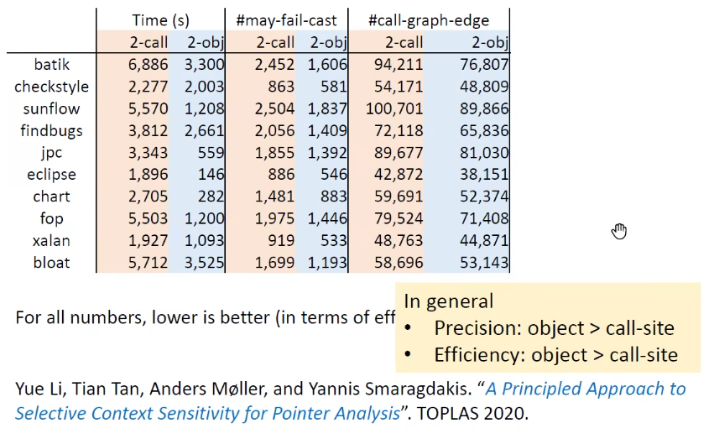 Time (s) #may-fail-cast #call-graph-edge
2-call 2-obj 2-call 2-obj 2-call 2-obj
batik 6,886 3,300 2,452 1,606 94,211 76,807
checkstyle 2,277 2,003 863 581 54,171 48,809
sunflow 5,570 1,208 2,504 1,837 100,701 89,866
findbugs 3,812 2,661 2,056 1,409 72,118 65,836
jpc 3,343 559 1,855 1,392 89,677 81,030
eclipse 1,896 146 886 546 42,872 38,151
chart 2,705 282 1,481 883 59,691 52,374
fop 5,503 1,200 1,975 1,446 79,524 71,408
xalan 1,927 1,093 919 533 48,763 44,871
bloat 5,712 3,525 1,699 1,193 58,696 53,143
For all numbers, lower is better (in terms of eff
In general
• Precision: object > call-site
• Efficiency: object > call-site
Yue Li, Tian Tan, Anders Møller, and Yannis Smaragdakis. “A Principled Approach to
Selective Context Sensitivity for Pointer Analysis”. TOPLAS 2020.